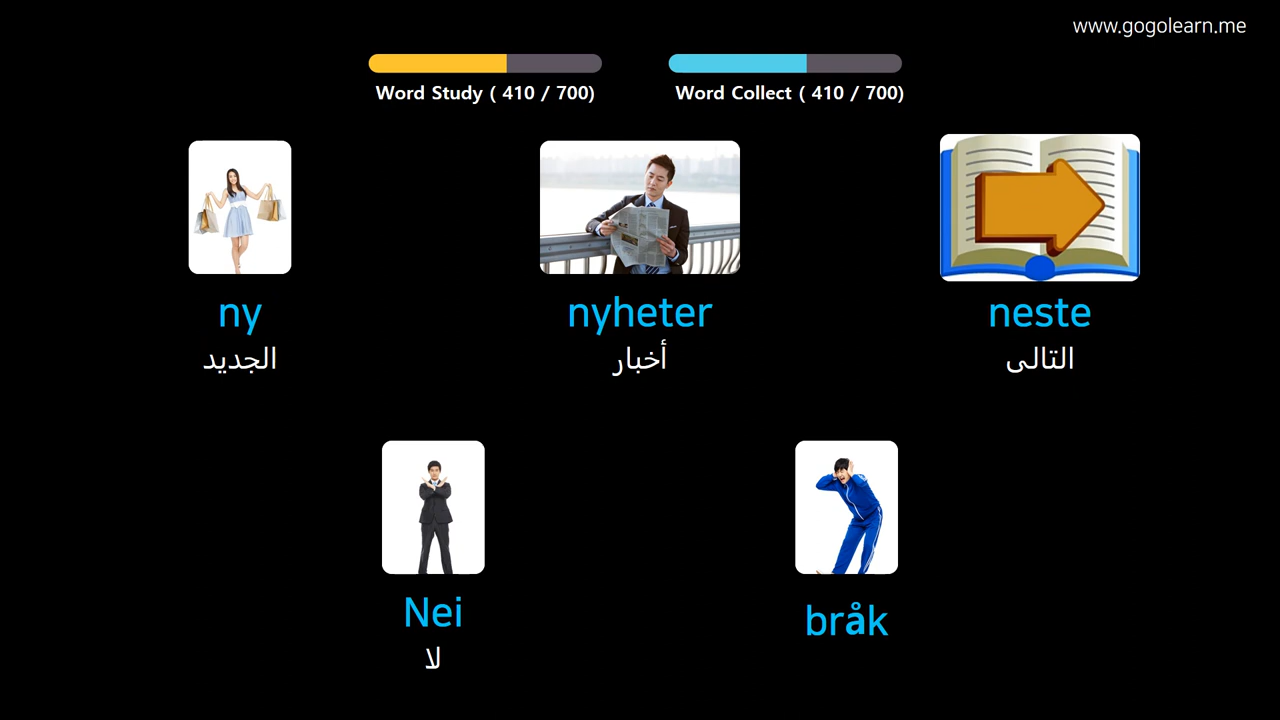 www.gogolearn.me
Word Study ( 410 / 700)
Word Collect ( 410 / 700)
ny
الجديد
nyheter
أخبار
neste
التالى
Nei
لا
bråk